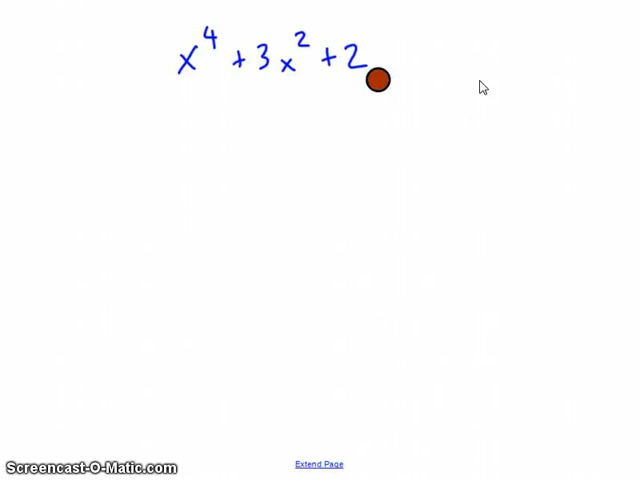 x⁴ + 3x² + 2
Extend Page
Screencast-O-Matic.com